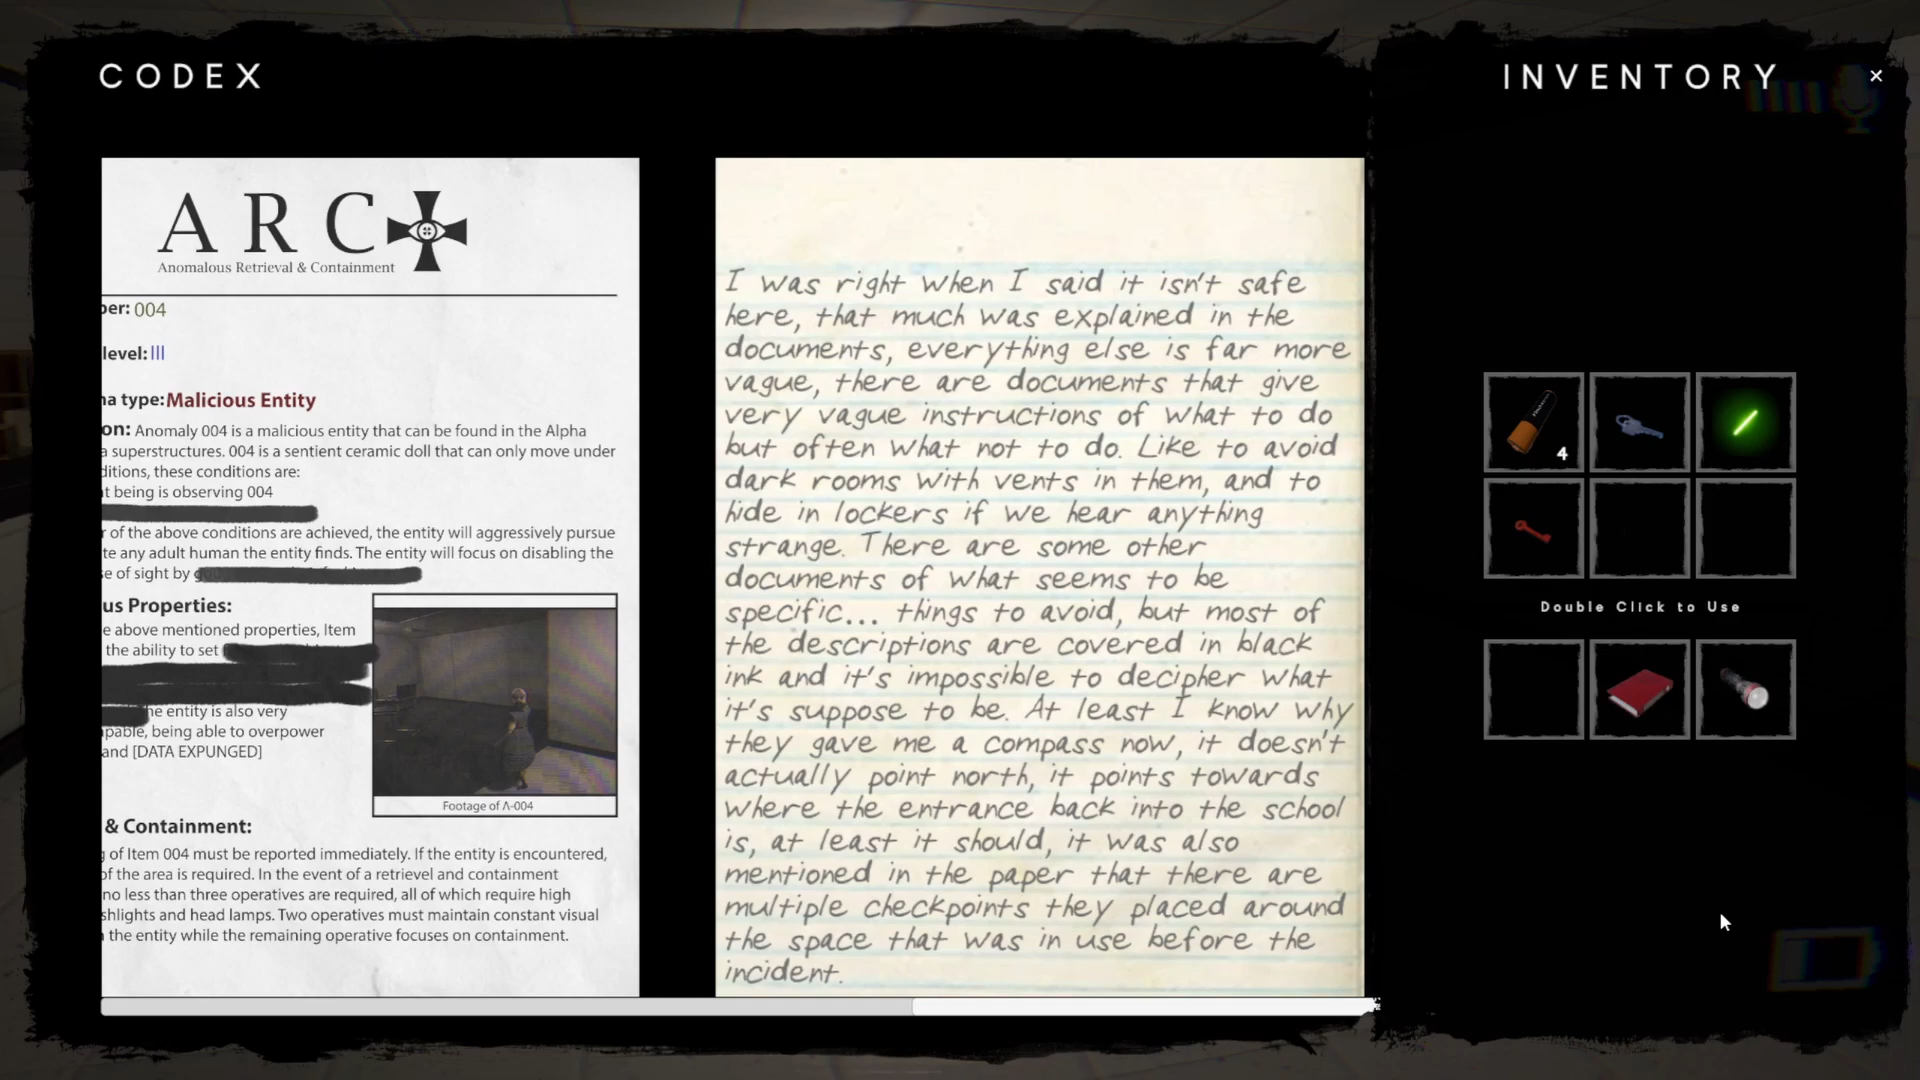 CODEX
INVENTORY
ARC
Anomalous Retrieval & Containment
004
level: III
type: Malicious Entity
Anomaly 004 is a malicious entity that can be found in the Alpha
superstructures. 004 is a sentient ceramic doll that can only move under
these conditions are:
being is observing 004
of the above conditions are achieved, the entity will aggressively pursue
any adult human the entity finds. The entity will focus on disabling the
of sight by
Properties:
above mentioned properties, Item
the ability to set
the entity is also very
being able to overpower
and [DATA EXPUNGED]
Footage of Λ-004
& Containment:
of Item 004 must be reported immediately. If the entity is encountered,
of the area is required. In the event of a retrievel and containment
no less than three operatives are required, all of which require high
and head lamps. Two operatives must maintain constant visual
the entity while the remaining operative focuses on containment.
I was right when I said it isn't safe
here, that much was explained in the
documents, everything else is far more
vague, there are documents that give
very vague instructions of what to do
but often what not to do. Like to avoid
dark rooms with vents in them, and to
hide in lockers if we hear anything
strange. There are some other
documents of what seems to be
specific... things to avoid, but most of
the descriptions are covered in black
ink and it's impossible to decipher what
it's suppose to be. At least I know why
they gave me a compass now, it doesn't
actually point north, it points towards
where the entrance back into the school
is, at least it should, it was also
mentioned in the paper that there are
multiple checkpoints they placed around
the space that was in use before the
incident.
4
Double Click to Use